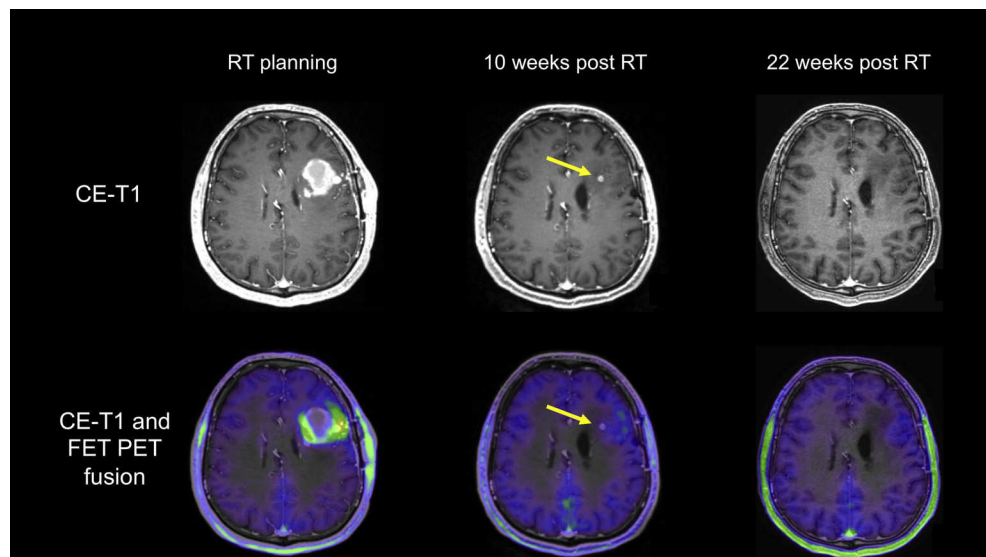 RT planning
10 weeks post RT
22 weeks post RT
CE-T1
CE-T1 and
FET PET
fusion